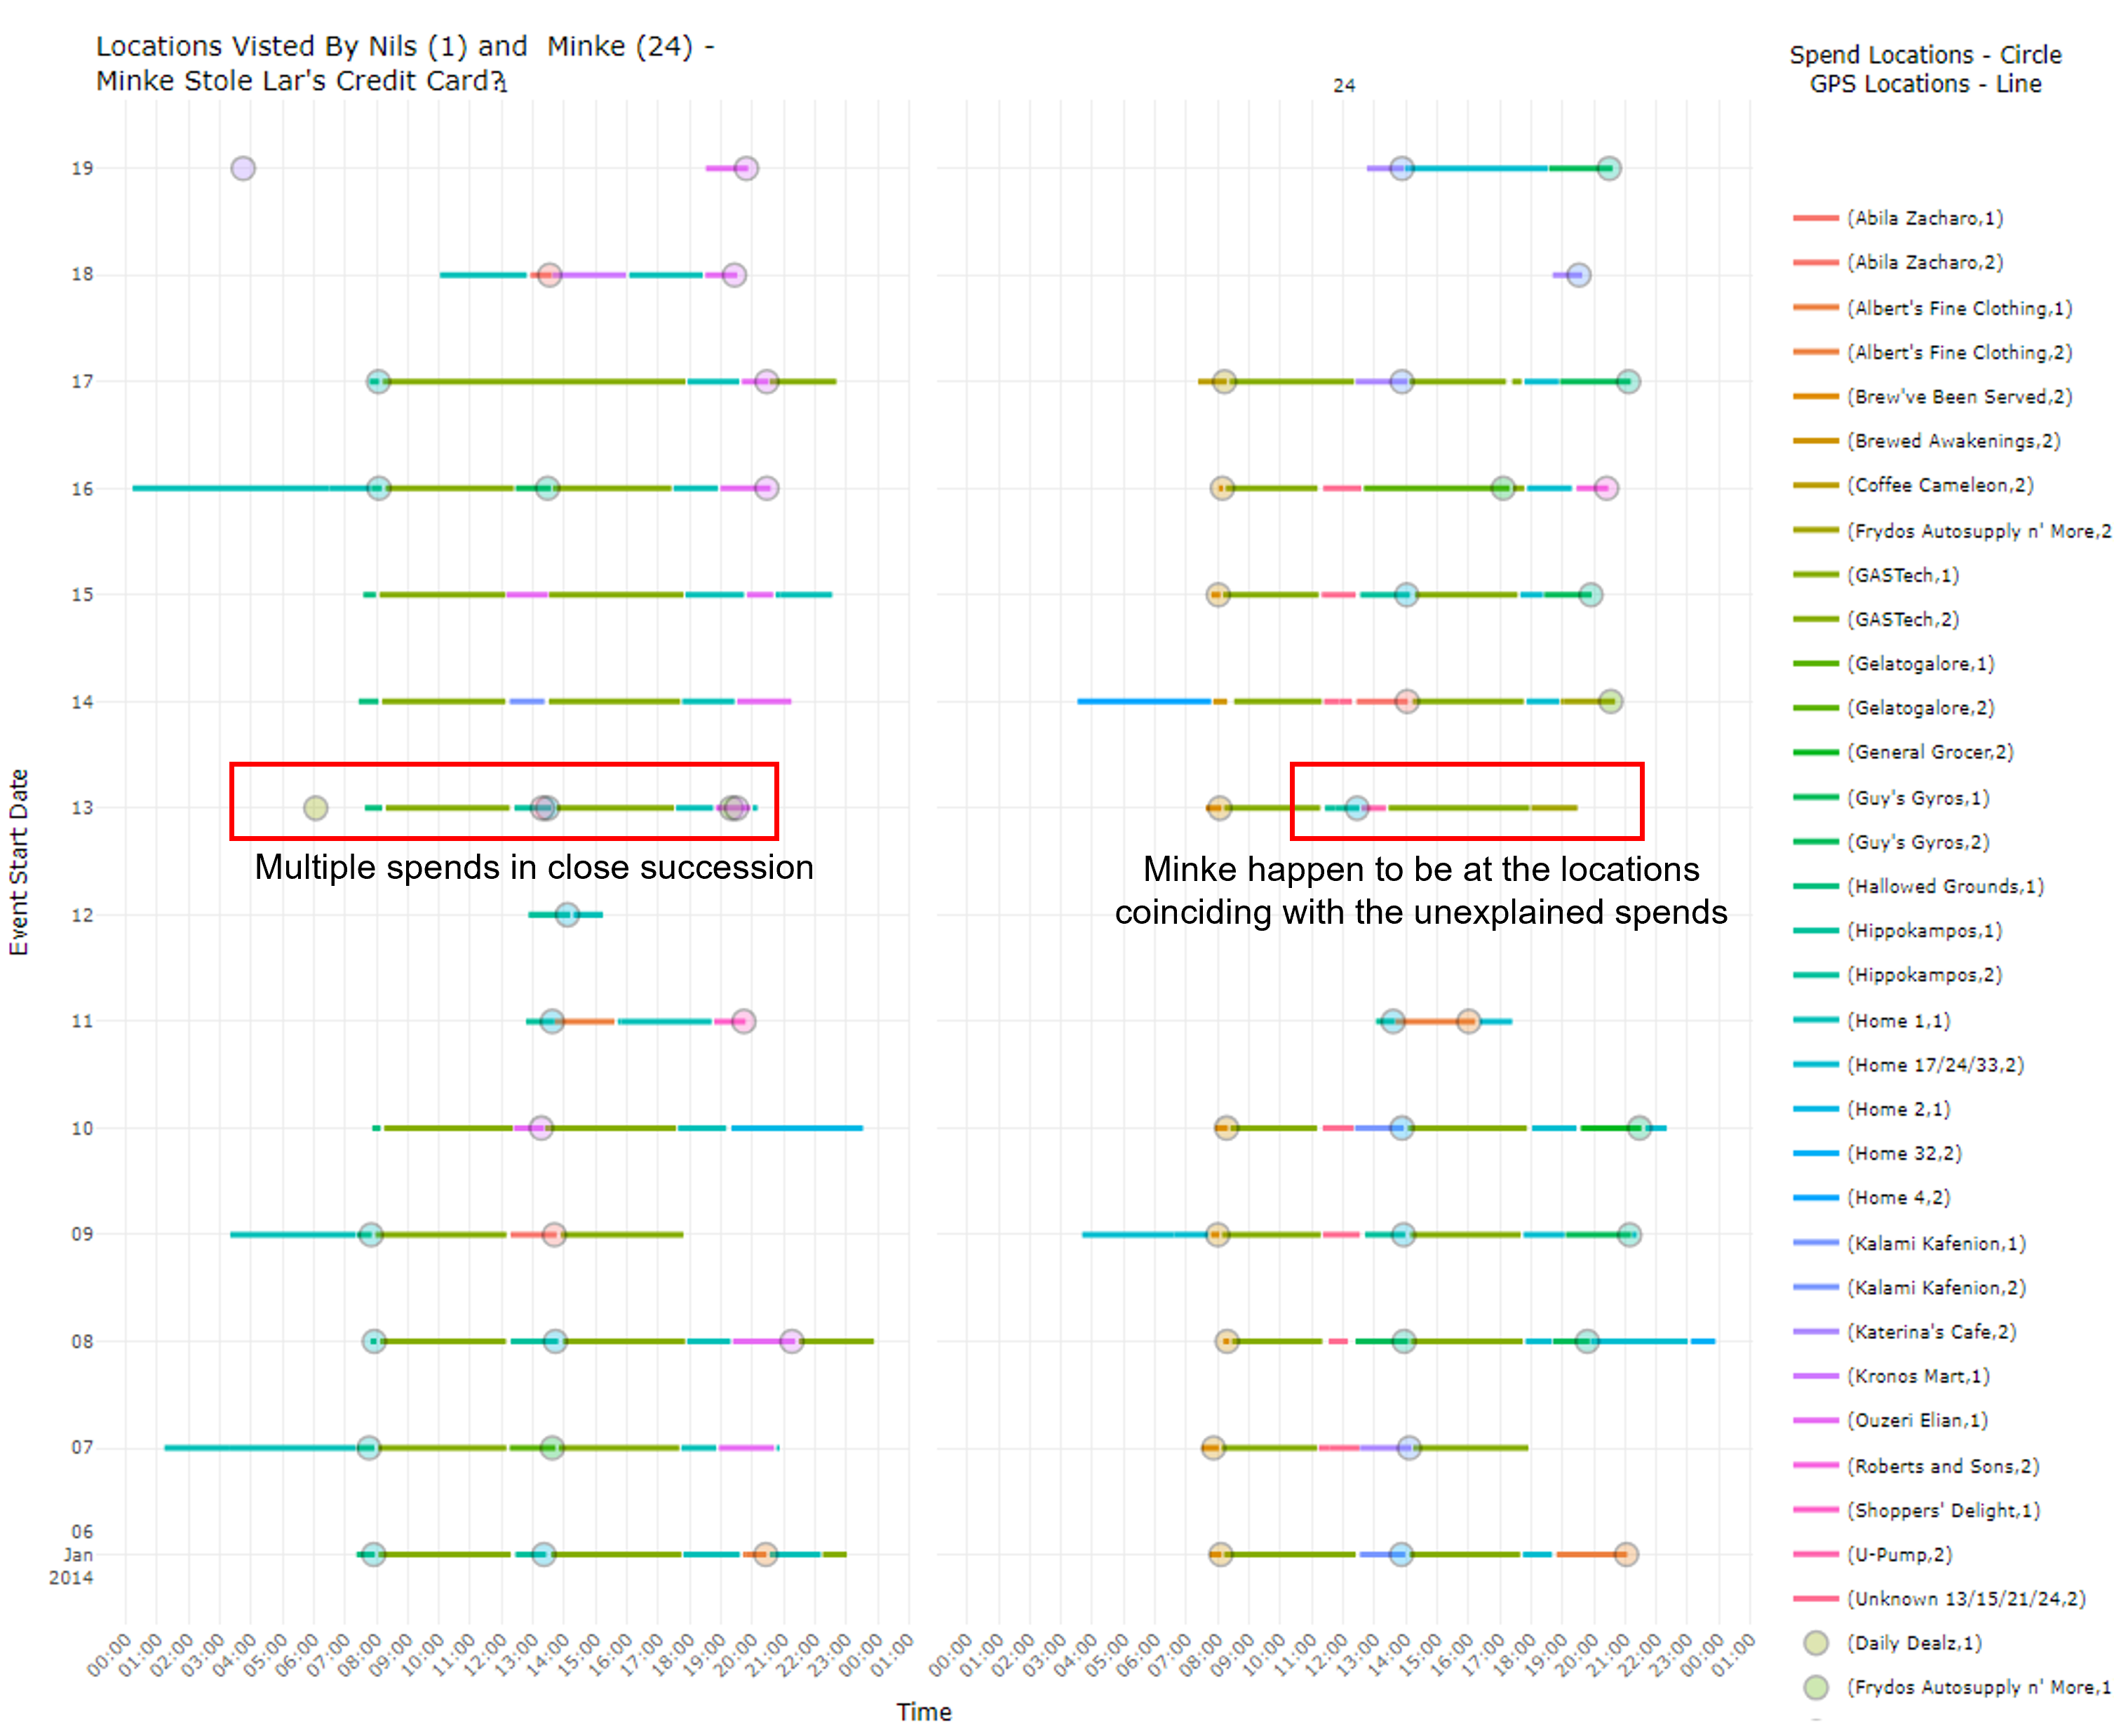 Locations Visted By Nils (1) and  Minke (24) -
Minke Stole Lar's Credit Card?
1
24
Spend Locations - Circle
GPS Locations - Line
19
18
17
16
15
14
13
12
11
10
09
08
07
06
Jan
2014
Event Start Date
Multiple spends in close succession
Minke happen to be at the locations
coinciding with the unexplained spends
00:00 01:00 02:00 03:00 04:00 05:00 06:00 07:00 08:00 09:00 10:00 11:00 12:00 13:00 14:00 15:00 16:00 17:00 18:00 19:00 20:00 21:00 22:00 23:00 00:00 01:00
00:00 01:00 02:00 03:00 04:00 05:00 06:00 07:00 08:00 09:00 10:00 11:00 12:00 13:00 14:00 15:00 16:00 17:00 18:00 19:00 20:00 21:00 22:00 23:00 00:00 01:00
Time
(Abila Zacharo,1)
(Abila Zacharo,2)
(Albert's Fine Clothing,1)
(Albert's Fine Clothing,2)
(Brew've Been Served,2)
(Brewed Awakenings,2)
(Coffee Cameleon,2)
(Frydos Autosupply n' More,2
(GASTech,1)
(GASTech,2)
(Gelatogalore,1)
(Gelatogalore,2)
(General Grocer,2)
(Guy's Gyros,1)
(Guy's Gyros,2)
(Hallowed Grounds,1)
(Hippokampos,1)
(Hippokampos,2)
(Home 1,1)
(Home 17/24/33,2)
(Home 2,1)
(Home 32,2)
(Home 4,2)
(Kalami Kafenion,1)
(Kalami Kafenion,2)
(Katerina's Cafe,2)
(Kronos Mart,1)
(Ouzeri Elian,1)
(Roberts and Sons,2)
(Shoppers' Delight,1)
(U-Pump,2)
(Unknown 13/15/21/24,2)
(Daily Dealz,1)
(Frydos Autosupply n' More,1